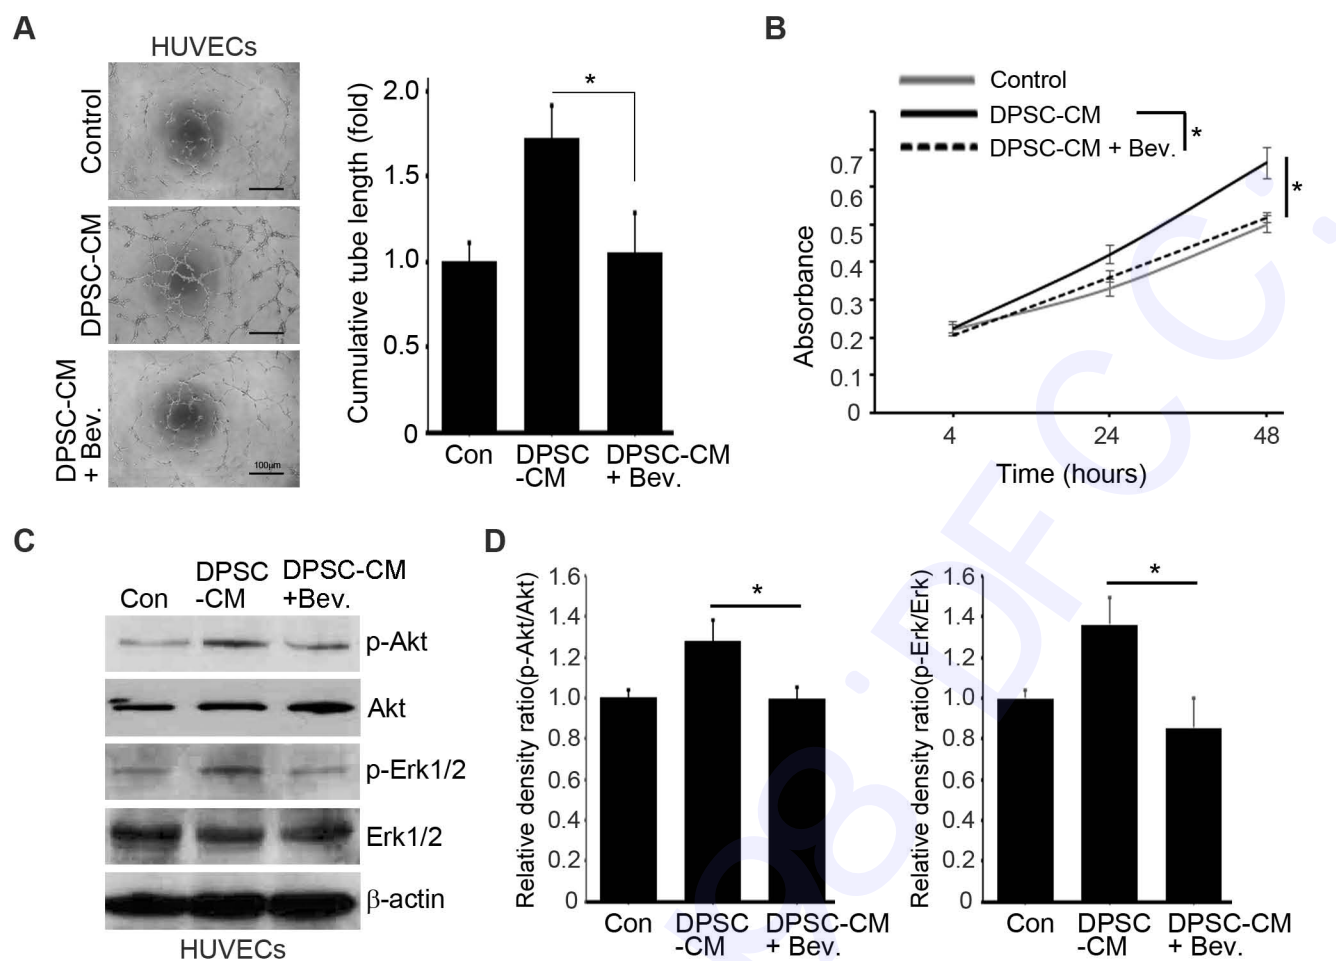 A
HUVECs
Control
DPSC-CM
DPSC-CM
+ Bev.
100μm
Cumulative tube length (fold)
2.0
1.5
1.0
0.5
0
*
Con
DPSC
-CM
DPSC-CM
+ Bev.
B
Control
DPSC-CM
DPSC-CM + Bev.
*
*
Absorbance
0.7
0.6
0.5
0.4
0.3
0.2
0.1
0
4
24
48
Time (hours)
C
Con
DPSC
-CM
DPSC-CM
+Bev.
p-Akt
Akt
p-Erk1/2
Erk1/2
β-actin
HUVECs
D
Relative density ratio(p-Akt/Akt)
1.6
1.4
1.2
1.0
0.8
0.6
0.4
0.2
0
*
Con
DPSC
-CM
DPSC-CM
+ Bev.
Relative density ratio(p-Erk/Erk)
1.6
1.4
1.2
1.0
0.8
0.6
0.4
0.2
0
*
Con
DPSC
-CM
DPSC-CM
+ Bev.